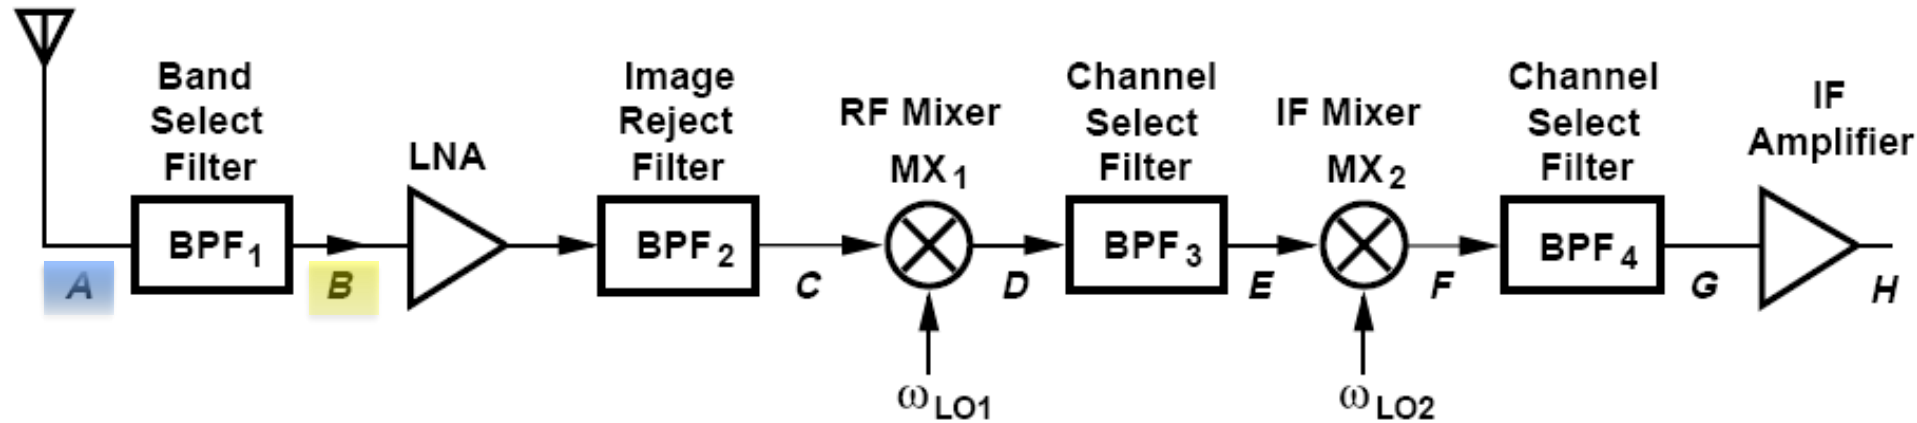 Band
Select
Filter
LNA
Image
Reject
Filter
RF Mixer
MX1
Channel
Select
Filter
IF Mixer
MX2
Channel
Select
Filter
IF
Amplifier
BPF1
BPF2
BPF3
BPF4
A
B
C
D
E
F
G
H
ωLO1
ωLO2